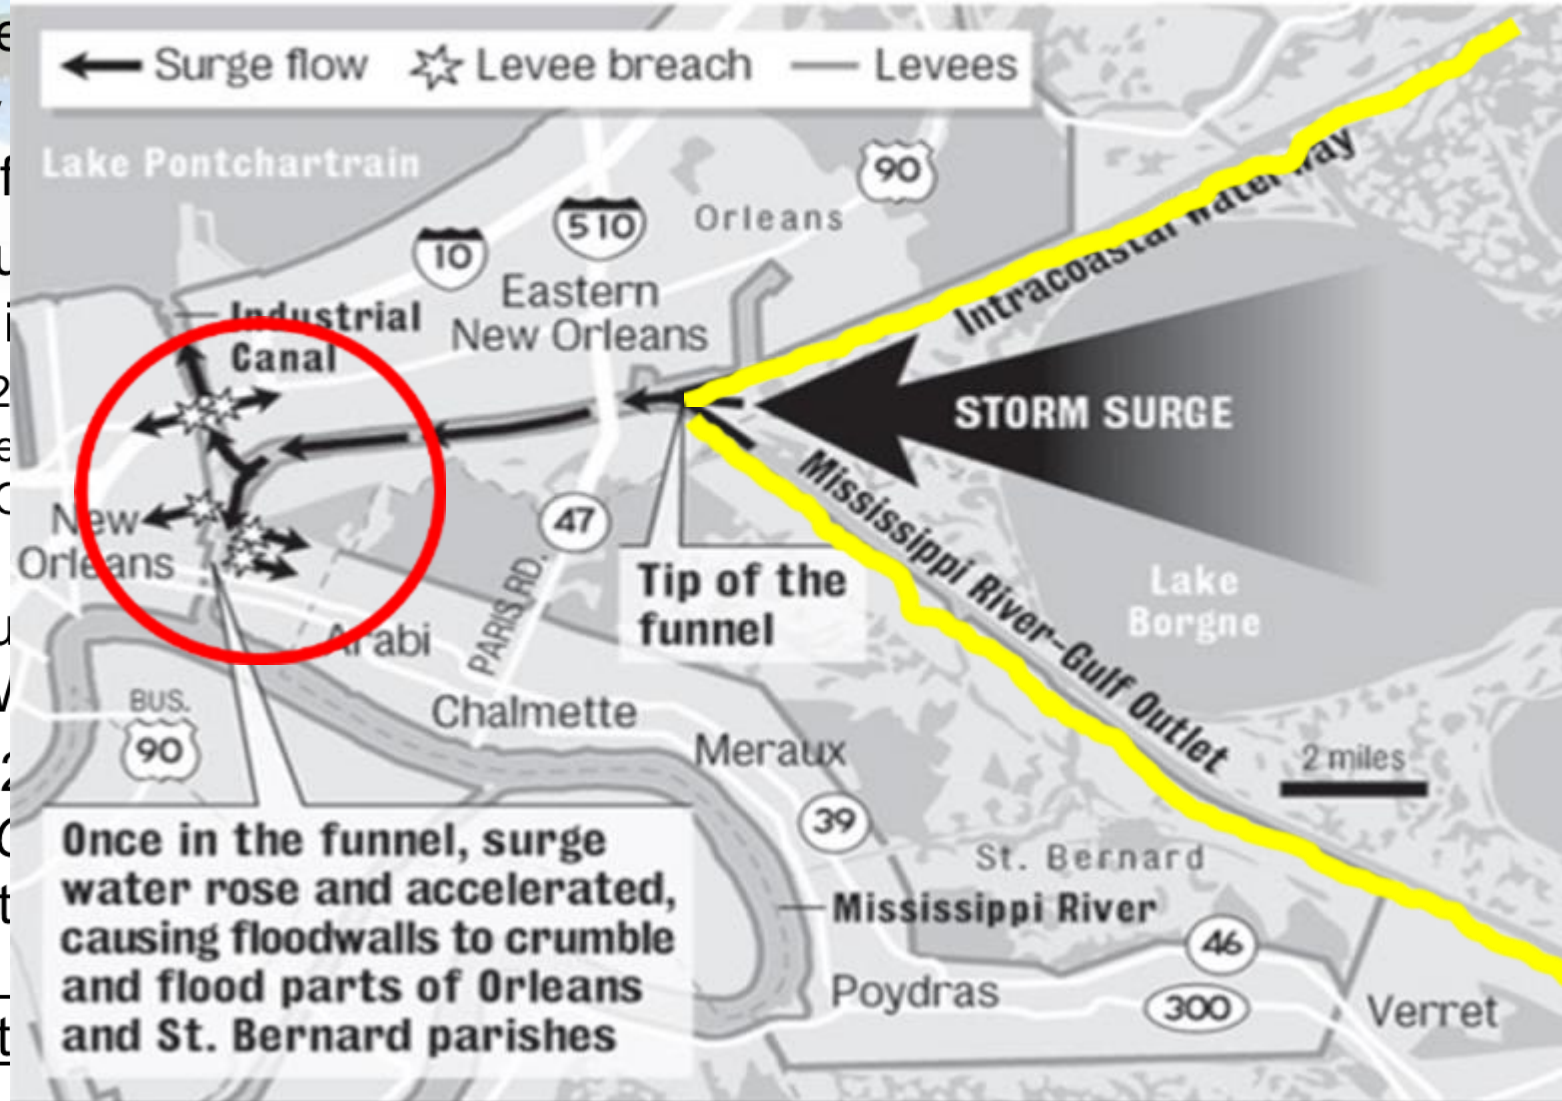 Surge flow
Levee breach
Levees
Lake Pontchartrain
90
510
Orleans
10
Intracoastal Waterway
Eastern
New Orleans
Industrial
Canal
STORM SURGE
Mississippi River–Gulf Outlet
47
New
Orleans
Tip of the
funnel
Lake
Borgne
PARIS RD.
Arabi
BUS.
90
Chalmette
Meraux
2 miles
39
Once in the funnel, surge
water rose and accelerated,
causing floodwalls to crumble
and flood parts of Orleans
and St. Bernard parishes
St. Bernard
Mississippi River
46
Poydras
300
Verret